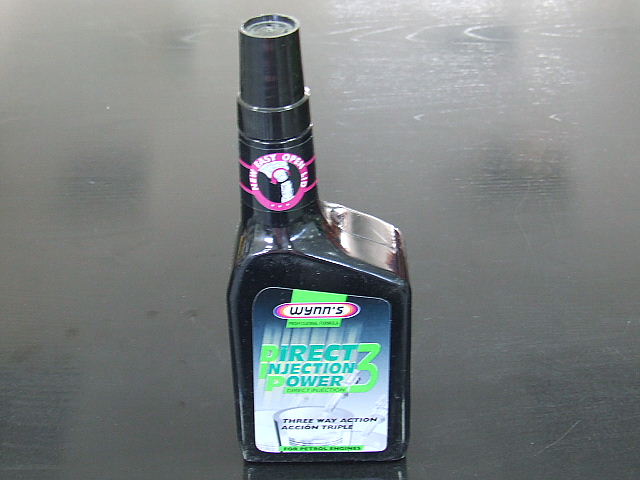 NEW EASY OPEN LID
WYNN'S
PROFESSIONAL FORMULA
DIRECT
INJECTION
POWER 3
DIRECT INJECTION
THREE WAY ACTION
ACCIÓN TRIPLE
FOR PETROL ENGINES